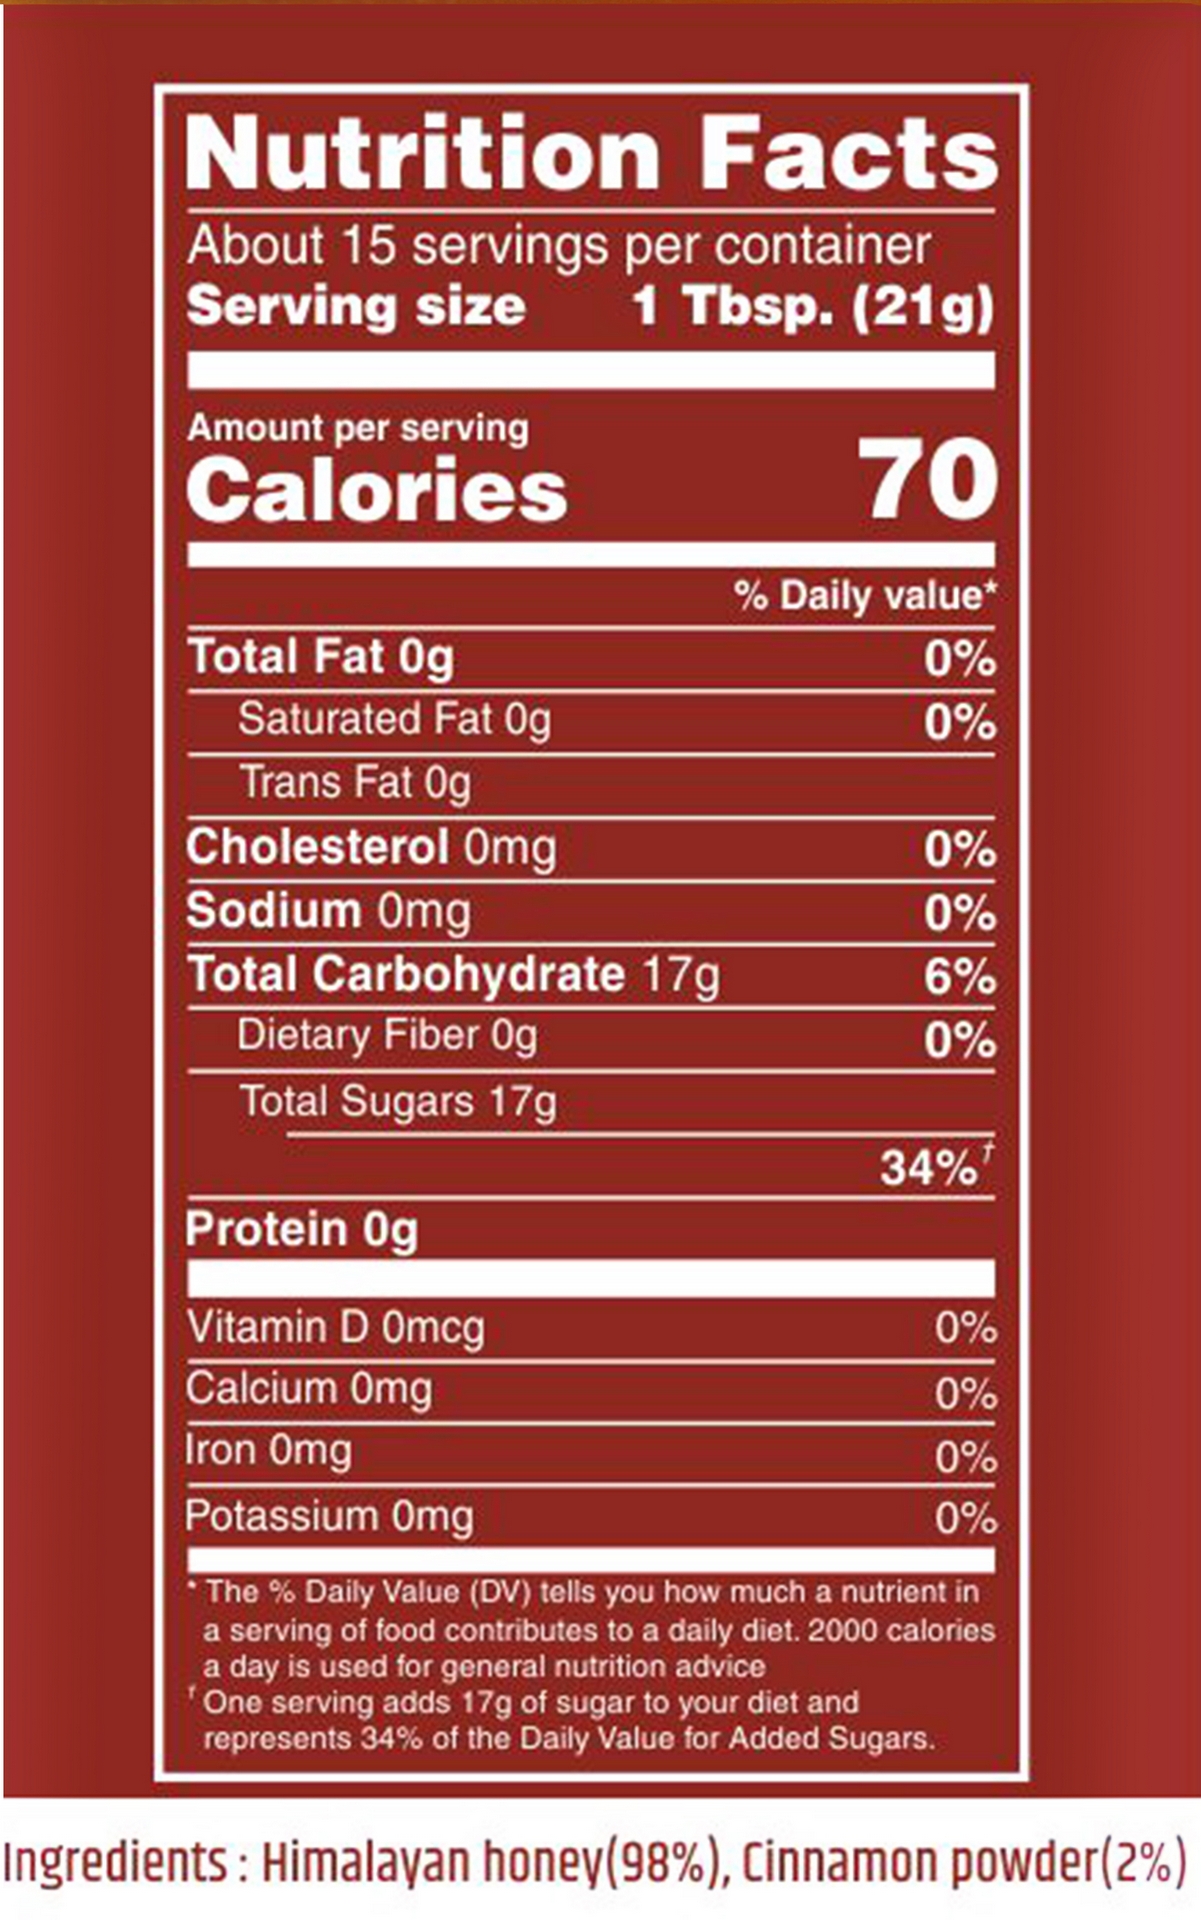 Nutrition Facts
About 15 servings per container
Serving size 1 Tbsp. (21g)
Amount per serving
Calories 70
% Daily value*
Total Fat 0g 0%
Saturated Fat 0g 0%
Trans Fat 0g
Cholesterol 0mg 0%
Sodium 0mg 0%
Total Carbohydrate 17g 6%
Dietary Fiber 0g 0%
Total Sugars 17g
34%†
Protein 0g
Vitamin D 0mcg 0%
Calcium 0mg 0%
Iron 0mg 0%
Potassium 0mg 0%
* The % Daily Value (DV) tells you how much a nutrient in
a serving of food contributes to a daily diet. 2000 calories
a day is used for general nutrition advice
† One serving adds 17g of sugar to your diet and
represents 34% of the Daily Value for Added Sugars.
Ingredients : Himalayan honey(98%), Cinnamon powder(2%)